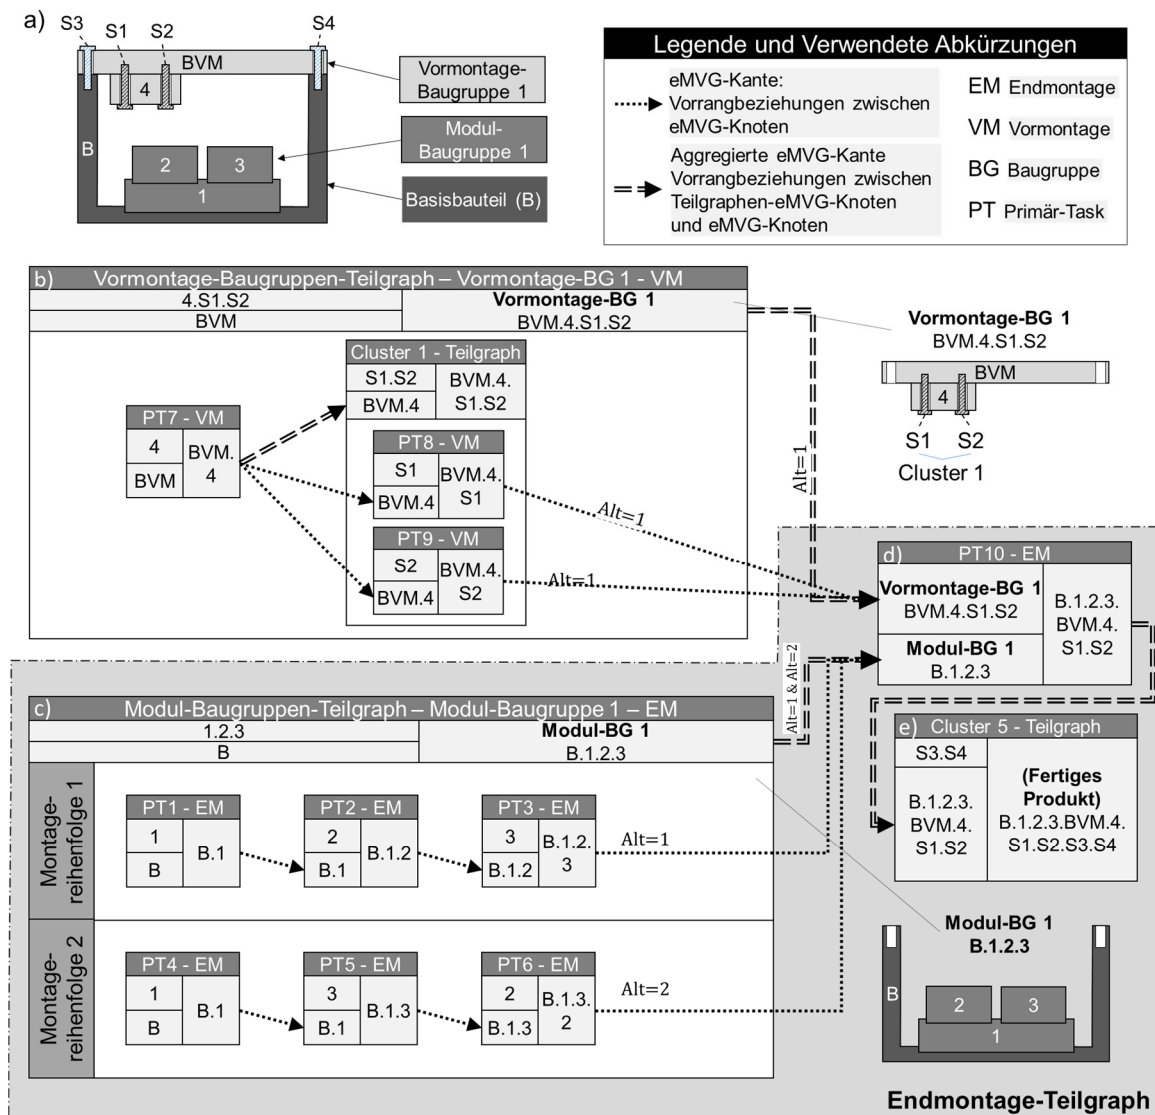 a)
S3
S1
S2
S4
BVM
4
B
2
3
1
Vormontage-
Baugruppe 1
Modul-
Baugruppe 1
Basisbauteil (B)
Legende und Verwendete Abkürzungen
eMVG-Kante:
Vorrangbeziehungen zwischen
eMVG-Knoten
Aggregierte eMVG-Kante
Vorrangbeziehungen zwischen
Teilgraphen-eMVG-Knoten
und eMVG-Knoten
EM Endmontage
VM Vormontage
BG Baugruppe
PT Primär-Task
b) Vormontage-Baugruppen-Teilgraph – Vormontage-BG 1 - VM
4.S1.S2
BVM
Vormontage-BG 1
BVM.4.S1.S2
PT7 - VM
4
BVM
BVM.
4
Cluster 1 - Teilgraph
S1.S2
BVM.4
BVM.4.
S1.S2
PT8 - VM
S1
BVM.4
BVM.4.
S1
PT9 - VM
S2
BVM.4
BVM.4.
S2
Alt=1
Alt=1
Alt=1
Vormontage-BG 1
BVM.4.S1.S2
BVM
4
S1
S2
Cluster 1
d) PT10 - EM
Vormontage-BG 1
BVM.4.S1.S2
Modul-BG 1
B.1.2.3
B.1.2.3.
BVM.4.
S1.S2
Alt=1 & Alt=2
c) Modul-Baugruppen-Teilgraph – Modul-Baugruppe 1 – EM
1.2.3
B
Modul-BG 1
B.1.2.3
Montage-
reihenfolge 1
PT1 - EM
1
B
B.1
PT2 - EM
2
B.1
B.1.2
PT3 - EM
3
B.1.2
B.1.2.
3
Alt=1
Montage-
reihenfolge 2
PT4 - EM
1
B
B.1
PT5 - EM
3
B.1
B.1.3
PT6 - EM
2
B.1.3
B.1.3.
2
Alt=2
e) Cluster 5 - Teilgraph
S3.S4
B.1.2.3.
BVM.4.
S1.S2
(Fertiges
Produkt)
B.1.2.3.BVM.4.
S1.S2.S3.S4
Modul-BG 1
B.1.2.3
B
2
3
1
Endmontage-Teilgraph